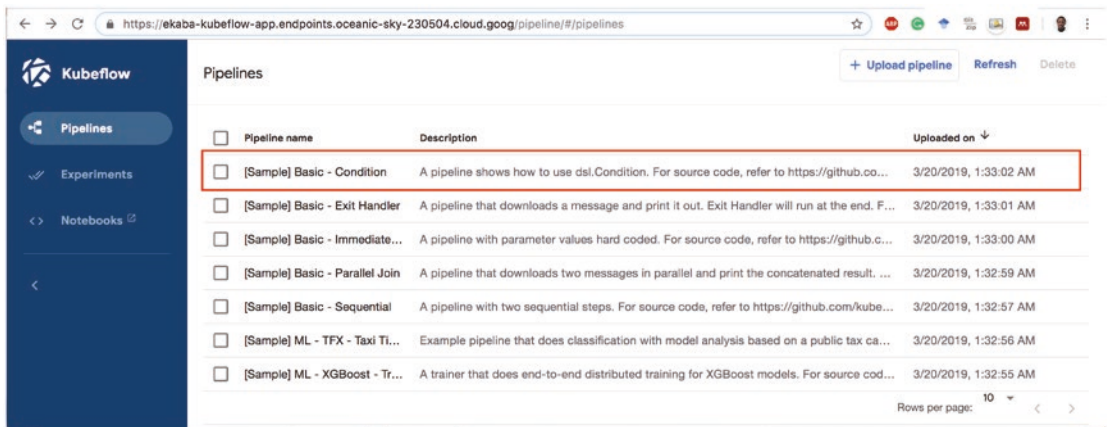 https://ekaba-kubeflow-app.endpoints.oceanic-sky-230504.cloud.goog/pipeline/#/pipelines
Kubeflow
Pipelines
+ Upload pipeline Refresh Delete
Pipelines
Experiments
<> Notebooks
Pipeline name Description Uploaded on
[Sample] Basic - Condition A pipeline shows how to use dsl.Condition. For source code, refer to https://github.co... 3/20/2019, 1:33:02 AM
[Sample] Basic - Exit Handler A pipeline that downloads a message and print it out. Exit Handler will run at the end. F... 3/20/2019, 1:33:01 AM
[Sample] Basic - Immediate... A pipeline with parameter values hard coded. For source code, refer to https://github.c... 3/20/2019, 1:33:00 AM
[Sample] Basic - Parallel Join A pipeline that downloads two messages in parallel and print the concatenated result. ... 3/20/2019, 1:32:59 AM
[Sample] Basic - Sequential A pipeline with two sequential steps. For source code, refer to https://github.com/kube... 3/20/2019, 1:32:57 AM
[Sample] ML - TFX - Taxi Ti... Example pipeline that does classification with model analysis based on a public tax ca... 3/20/2019, 1:32:56 AM
[Sample] ML - XGBoost - Tr... A trainer that does end-to-end distributed training for XGBoost models. For source cod... 3/20/2019, 1:32:55 AM
Rows per page: 10